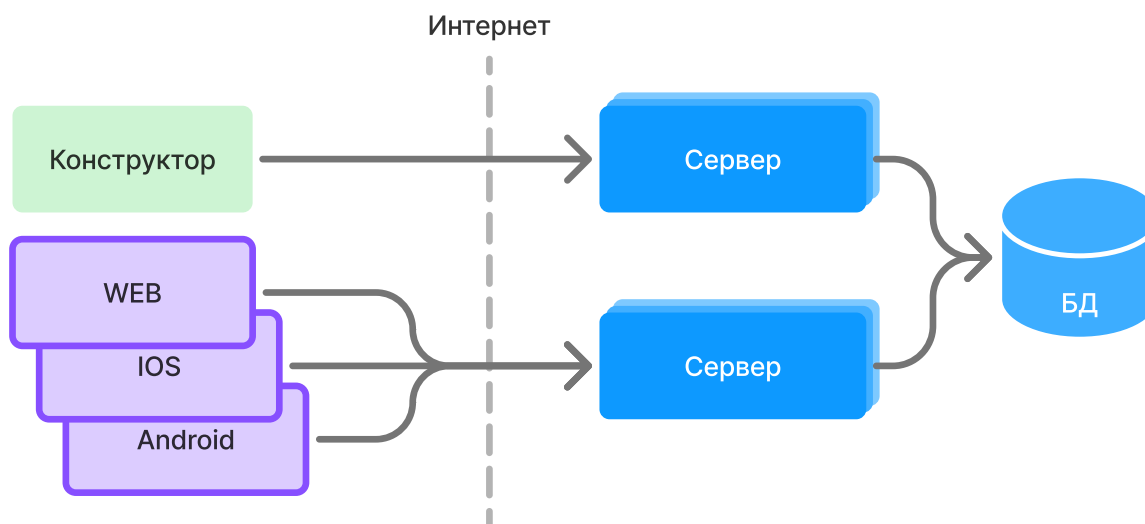 Интернет
Конструктор
Сервер
WEB
IOS
Android
Сервер
БД